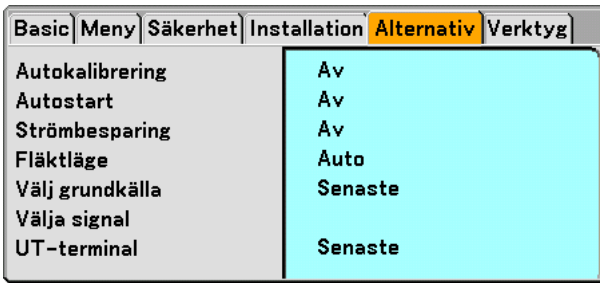 Basic Meny Säkerhet Installation Alternativ Verktyg
Autokalibrering Av
Autostart Av
Strömbesparing Av
Fläktläge Auto
Välj grundkälla Senaste
Välja signal
UT-terminal Senaste